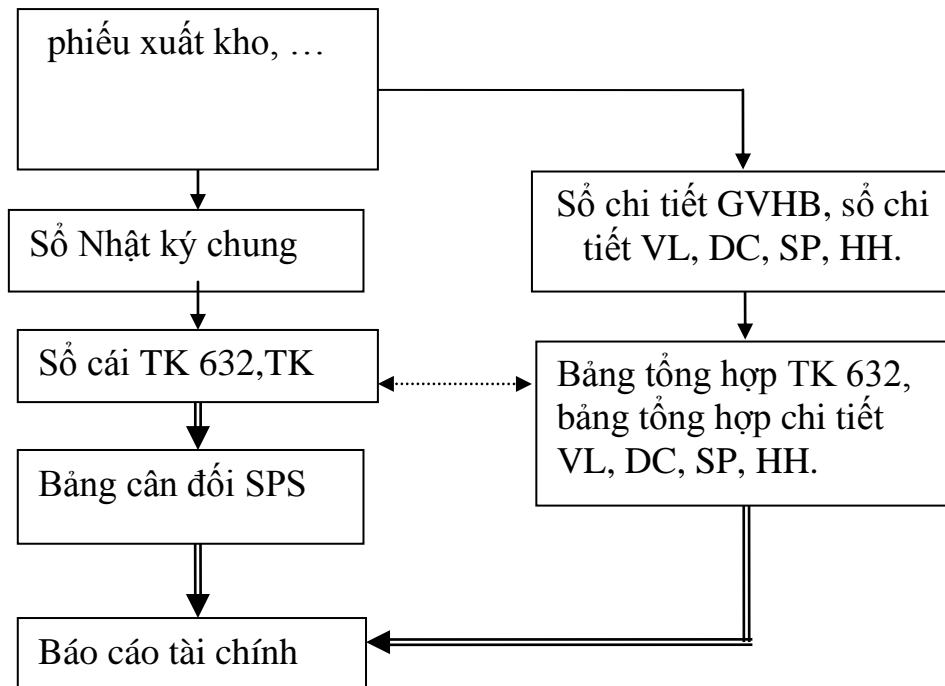 phiếu xuất kho, …
Sổ Nhật ký chung
Sổ cái TK 632,TK
Bảng cân đối SPS
Báo cáo tài chính
Sổ chi tiết GVHB, sổ chi
tiết VL, DC, SP, HH.
Bảng tổng hợp TK 632,
bảng tổng hợp chi tiết
VL, DC, SP, HH.